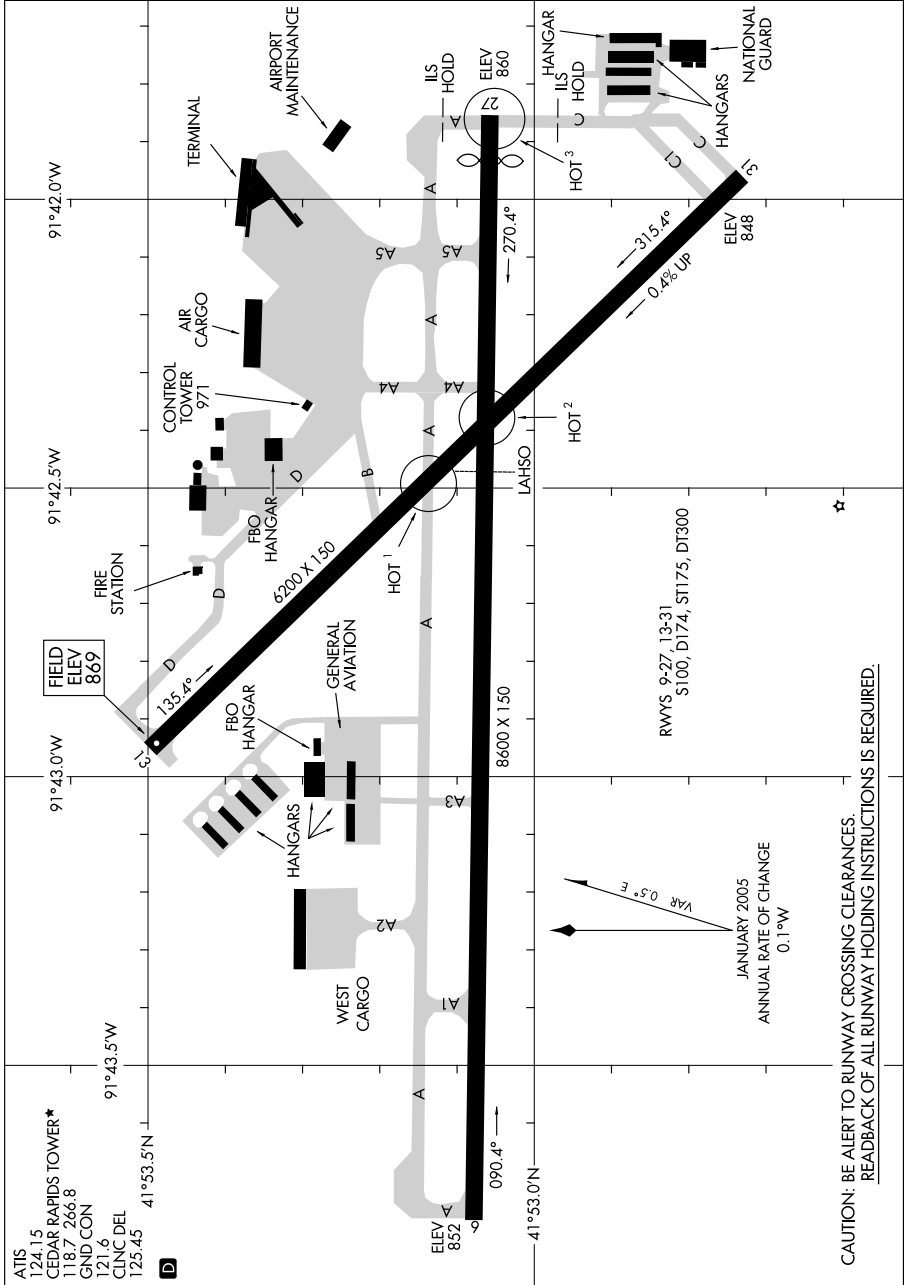 ATIS
124.15
CEDAR RAPIDS TOWER★
118.7 266.8
GND CON
121.6
CLNC DEL
125.45
D
91°43.5'W
91°43.0'W
91°42.5'W
91°42.0'W
41°53.5'N
41°53.0'N
FIELD
ELEV
869
FIRE
STATION
CONTROL
TOWER
971
AIR
CARGO
TERMINAL
AIRPORT
MAINTENANCE
FBO
HANGAR
13
135.4°
6200 X 150
D
D
D
B
FBO
HANGAR
GENERAL
AVIATION
HANGARS
WEST
CARGO
A2
A1
A3
A
A
A
A
A
A
A
A4
A4
A5
A5
HOT 1
HOT 2
HOT 3
LAHSO
ILS
HOLD
ELEV
860
27
270.4°
ILS
HOLD
HANGAR
HANGARS
NATIONAL
GUARD
C
C
C1
31
ELEV
848
315.4°
0.4% UP
8600 X 150
090.4°
9
ELEV
852
RWYS 9-27, 13-31
S100, D174, ST175, DT300
VAR 0.5° E
JANUARY 2005
ANNUAL RATE OF CHANGE
0.1°W
CAUTION: BE ALERT TO RUNWAY CROSSING CLEARANCES.
READBACK OF ALL RUNWAY HOLDING INSTRUCTIONS IS REQUIRED.